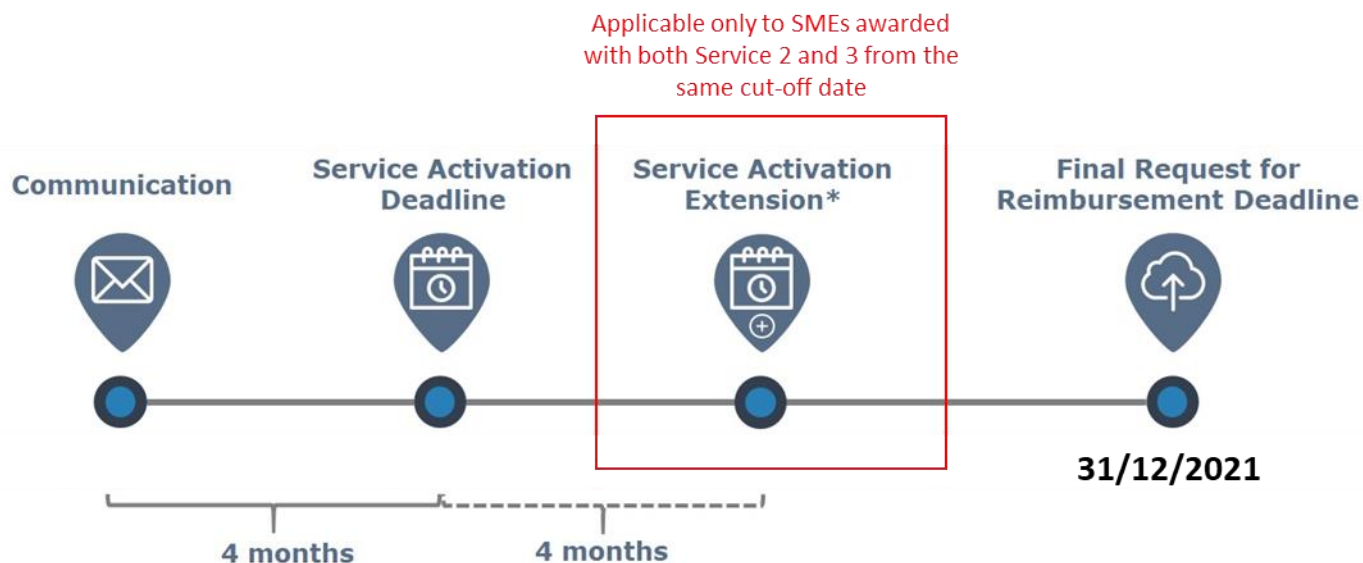 Applicable only to SMEs awarded
with both Service 2 and 3 from the
same cut-off date
Communication
Service Activation
Deadline
Service Activation
Extension*
Final Request for
Reimbursement Deadline
31/12/2021
4 months
4 months